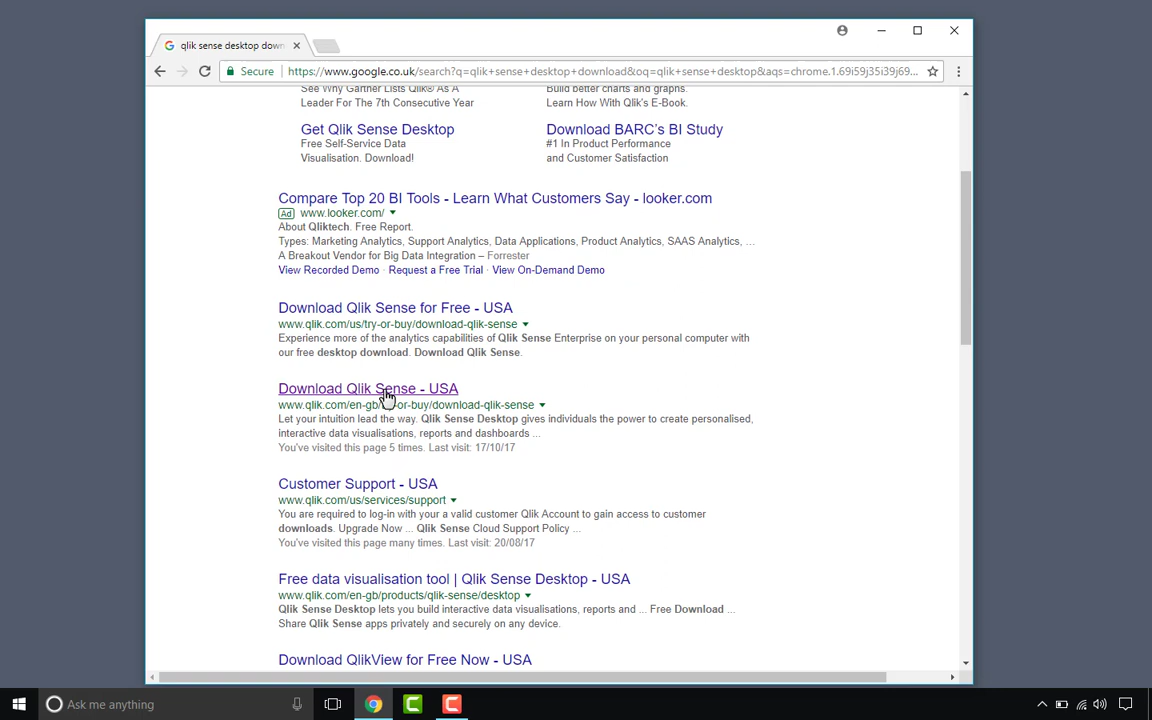 qlik sense desktop down
Secure https://www.google.co.uk/search?q=qlik+sense+desktop+download&oq=qlik+sense+desktop&aqs=chrome.1.69i59j35i39j69...
See Why Gartner Lists Qlik® As A
Leader For The 7th Consecutive Year
Build better charts and graphs.
Learn How With Qlik's E-Book.
Get Qlik Sense Desktop
Free Self-Service Data
Visualisation. Download!
Download BARC's BI Study
#1 In Product Performance
and Customer Satisfaction
Compare Top 20 BI Tools - Learn What Customers Say - looker.com
Ad www.looker.com/
About Qliktech. Free Report.
Types: Marketing Analytics, Support Analytics, Data Applications, Product Analytics, SAAS Analytics, ...
A Breakout Vendor for Big Data Integration – Forrester
View Recorded Demo · Request a Free Trial · View On-Demand Demo
Download Qlik Sense for Free - USA
www.qlik.com/us/try-or-buy/download-qlik-sense
Experience more of the analytics capabilities of Qlik Sense Enterprise on your personal computer with
our free desktop download. Download Qlik Sense.
Download Qlik Sense - USA
www.qlik.com/en-gb/ -or-buy/download-qlik-sense
Let your intuition lead the way. Qlik Sense Desktop gives individuals the power to create personalised,
interactive data visualisations, reports and dashboards ...
You've visited this page 5 times. Last visit: 17/10/17
Customer Support - USA
www.qlik.com/us/services/support
You are required to log-in with your a valid customer Qlik Account to gain access to customer
downloads. Upgrade Now ... Qlik Sense Cloud Support Policy ...
You've visited this page many times. Last visit: 20/08/17
Free data visualisation tool | Qlik Sense Desktop - USA
www.qlik.com/en-gb/products/qlik-sense/desktop
Qlik Sense Desktop lets you build interactive data visualisations, reports and ... Free Download ...
Share Qlik Sense apps privately and securely on any device.
Download QlikView for Free Now - USA
Ask me anything